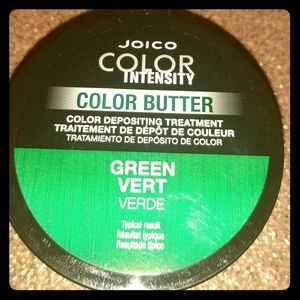 JOICO
COLOR
INTENSITY
COLOR BUTTER
COLOR DEPOSITING TREATMENT
TRAITEMENT DE DÉPÔT DE COULEUR
TRATAMIENTO DE DEPÓSITO DE COLOR
GREEN
VERT
VERDE
Typical result
Résultat typique
Resultado típico